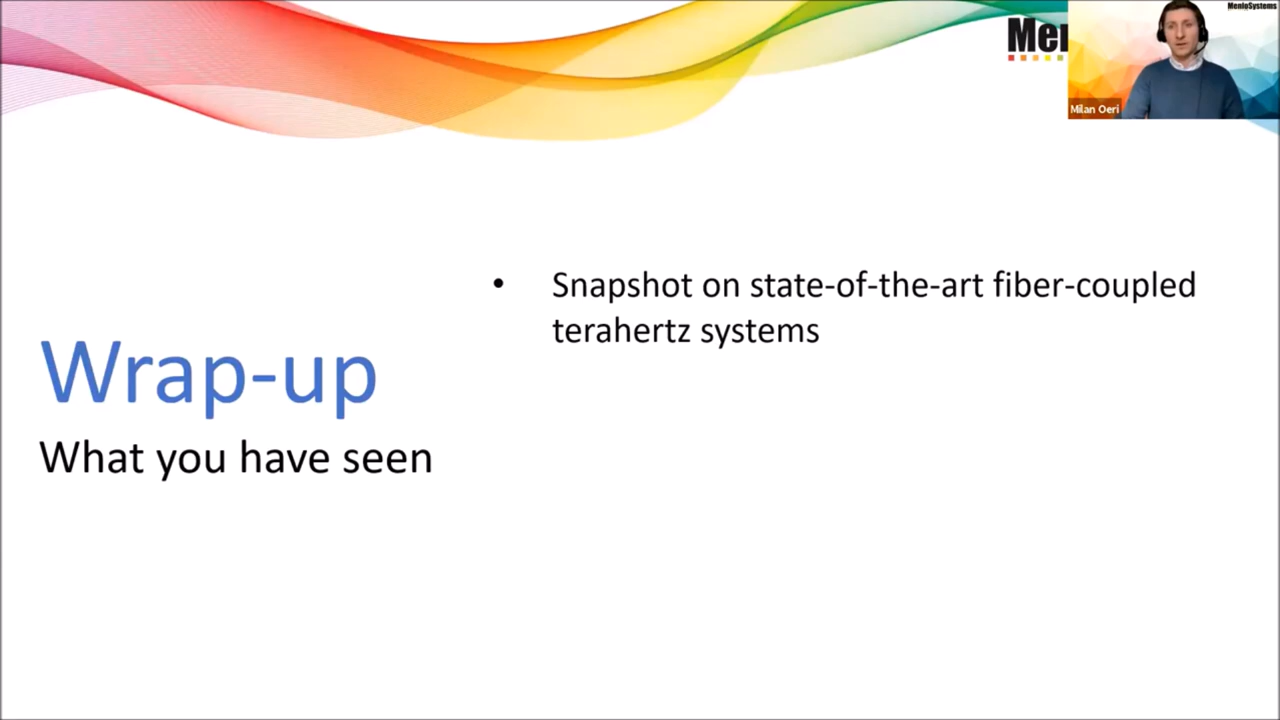 MenloSystems
Milan Oeri
• Snapshot on state-of-the-art fiber-coupled
terahertz systems
Wrap-up
What you have seen